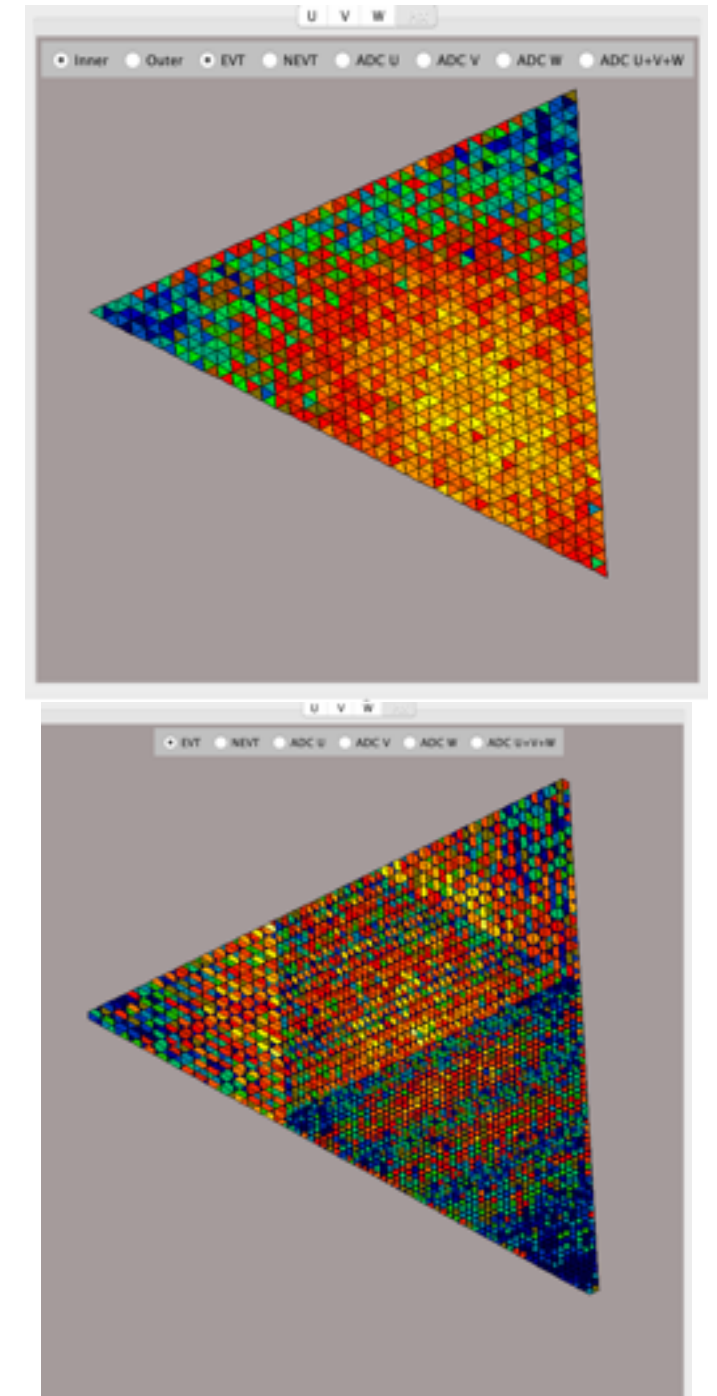 U V W
Inner Outer EVT NEVT ADC U ADC V ADC W ADC U+V+W
U V W
EVT NEVT ADC U ADC V ADC W ADC U+V+W